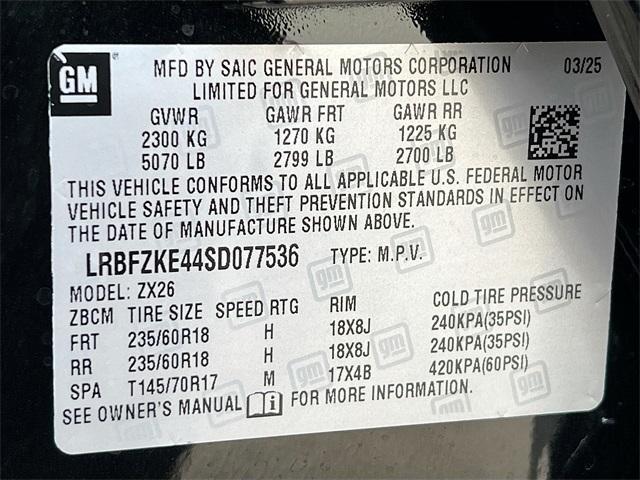 GM
MFD BY SAIC GENERAL MOTORS CORPORATION 03/25
LIMITED FOR GENERAL MOTORS LLC
GVWR GAWR FRT GAWR RR
2300 KG 1270 KG 1225 KG
5070 LB 2799 LB 2700 LB
THIS VEHICLE CONFORMS TO ALL APPLICABLE U.S. FEDERAL MOTOR
VEHICLE SAFETY AND THEFT PREVENTION STANDARDS IN EFFECT ON
THE DATE OF MANUFACTURE SHOWN ABOVE.
LRBFZKE44SD077536 TYPE: M.P.V.
MODEL: ZX26
ZBCM TIRE SIZE SPEED RTG RIM COLD TIRE PRESSURE
FRT 235/60R18 H 18X8J 240KPA(35PSI)
RR 235/60R18 H 18X8J 240KPA(35PSI)
SPA T145/70R17 M 17X4B 420KPA(60PSI)
SEE OWNER'S MANUAL i FOR MORE INFORMATION.